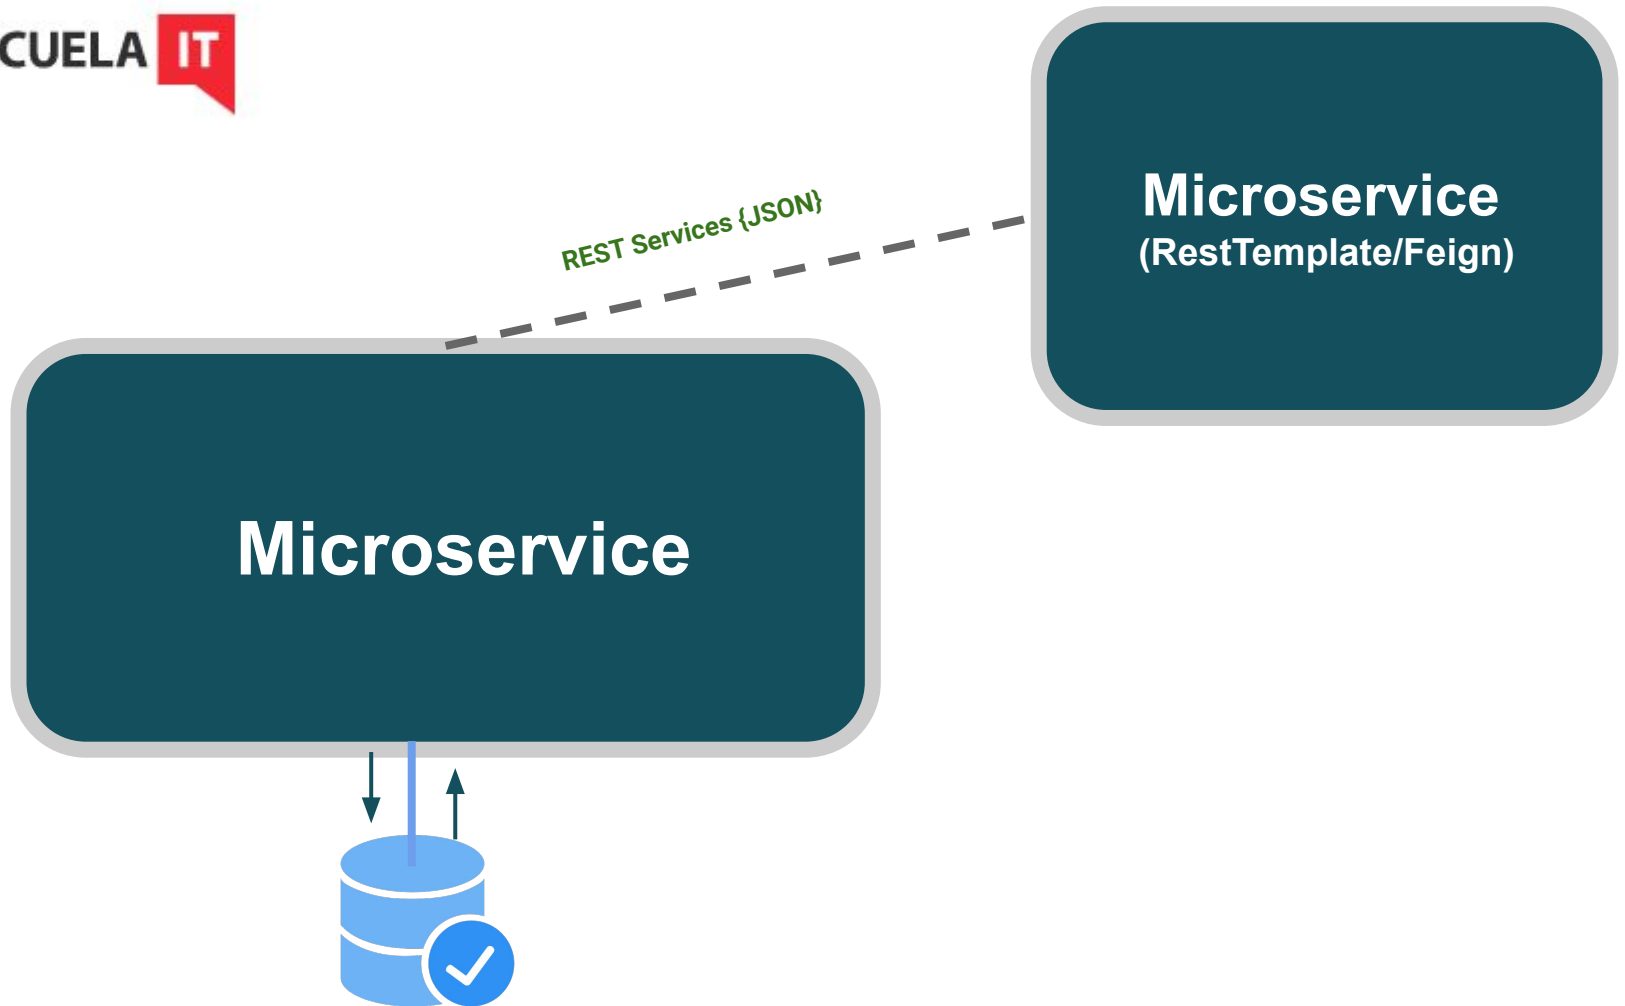 CUELA IT
REST Services {JSON}
Microservice
(RestTemplate/Feign)
Microservice